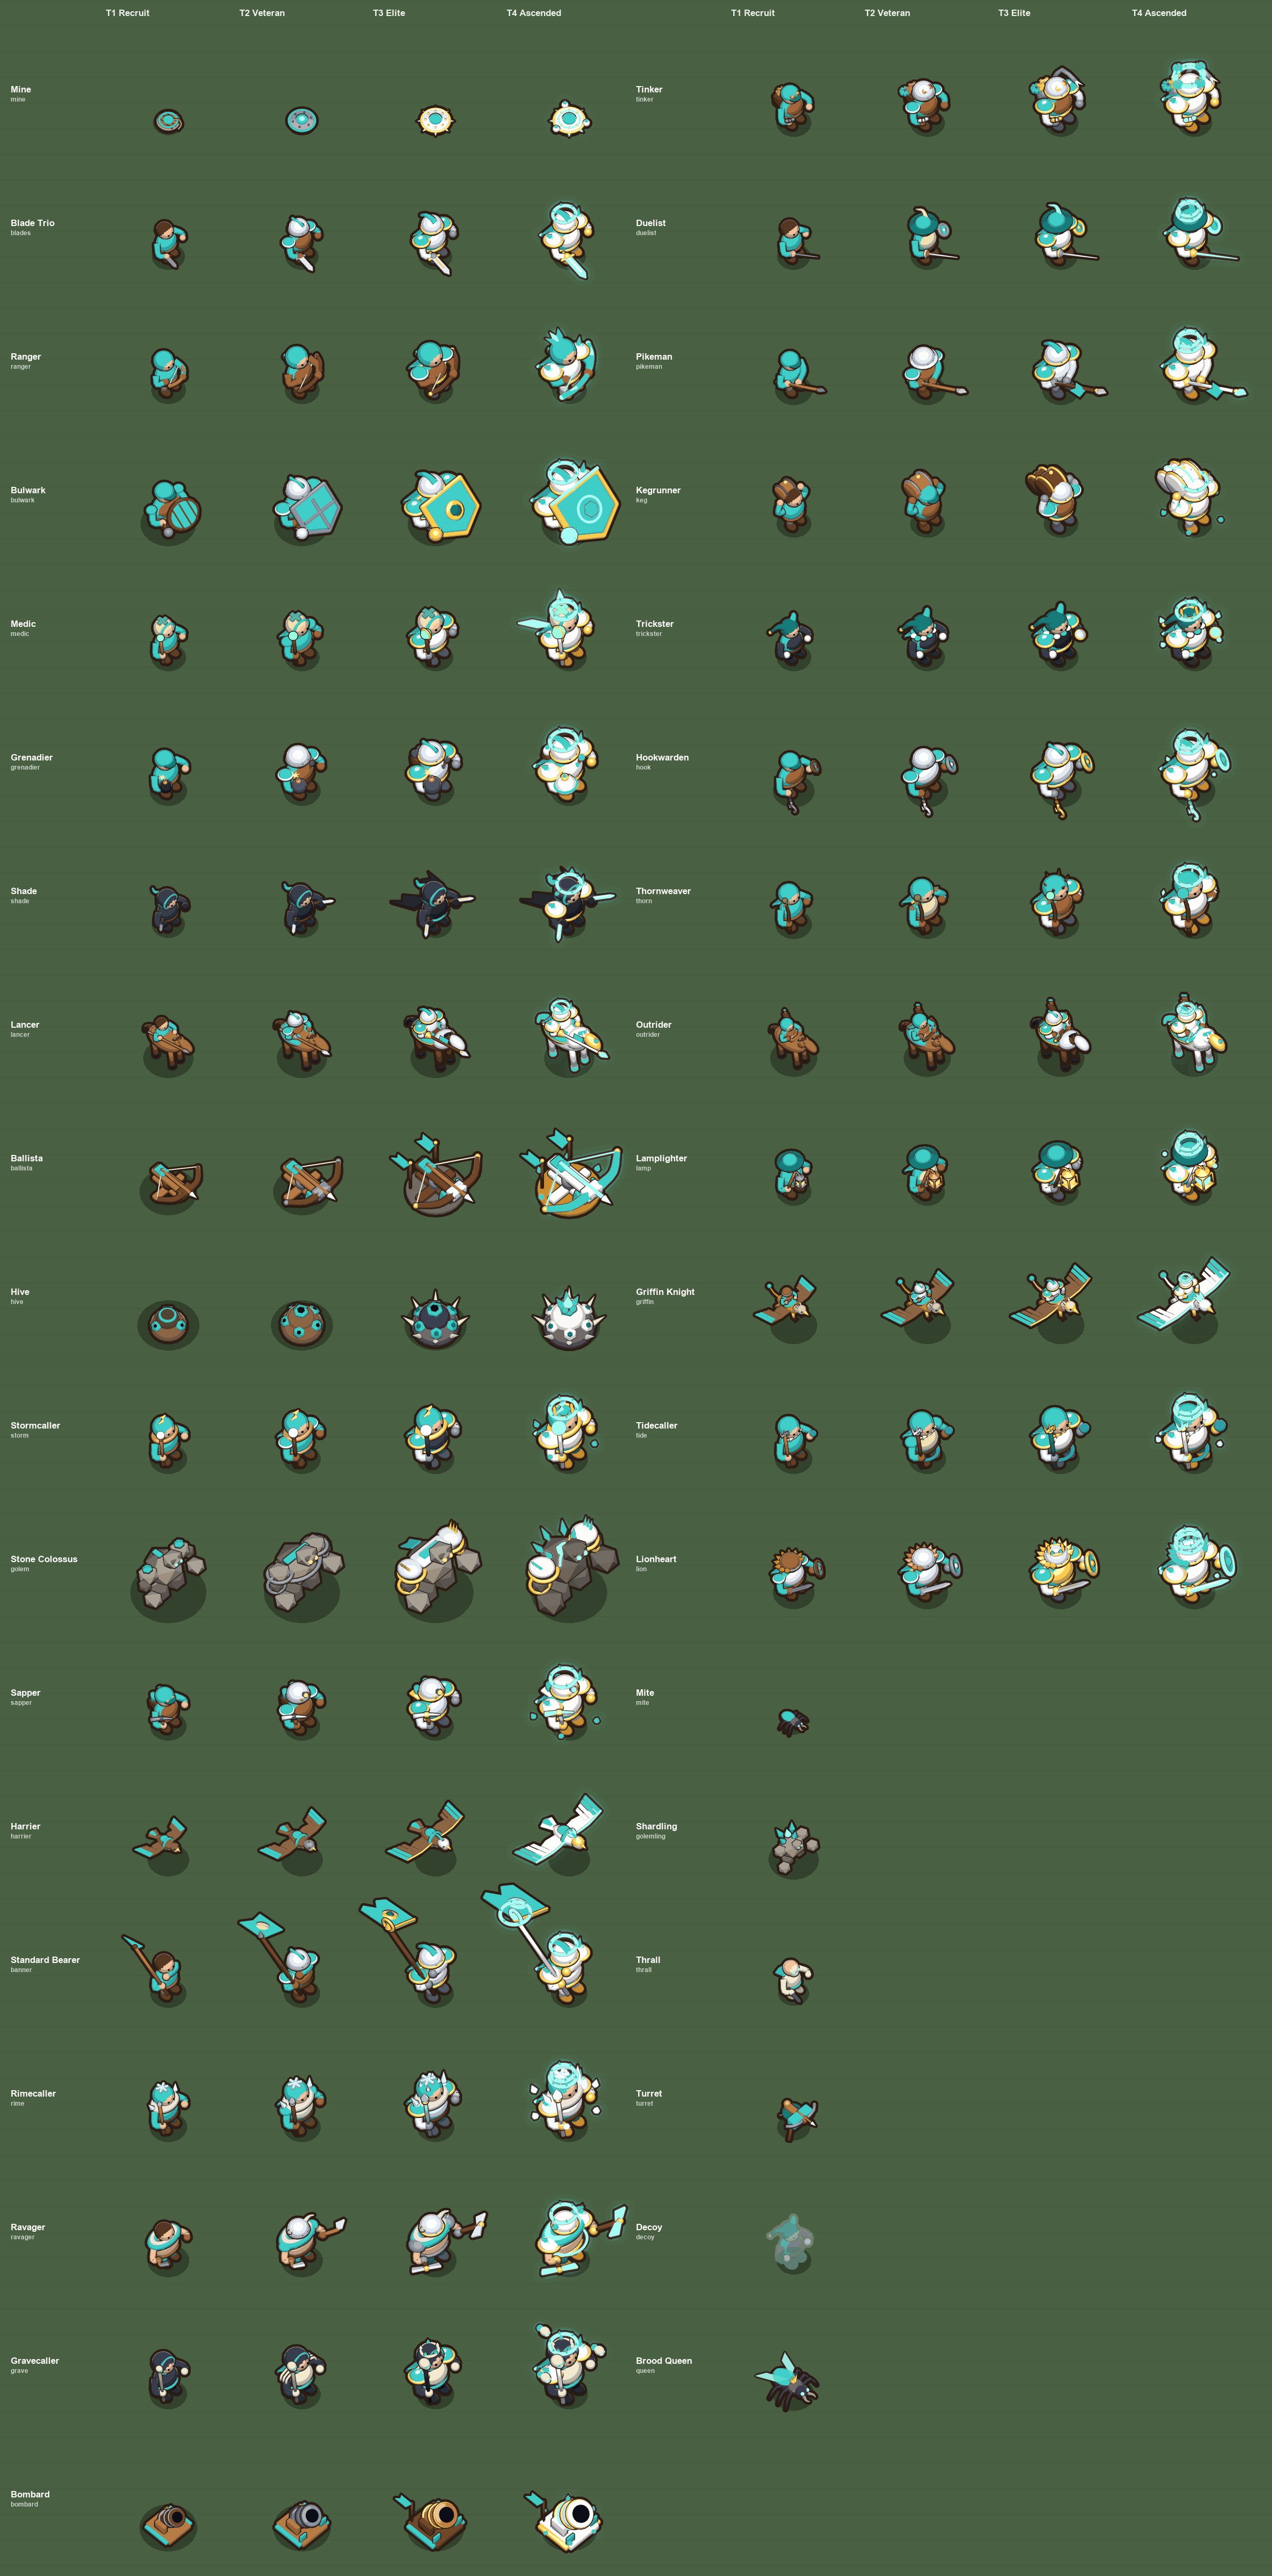 T1 Recruit T2 Veteran T3 Elite T4 Ascended T1 Recruit T2 Veteran T3 Elite T4 Ascended
Mine
mine
Tinker
tinker
Blade Trio
blades
Duelist
duelist
Ranger
ranger
Pikeman
pikeman
Bulwark
bulwark
Kegrunner
keg
Medic
medic
Trickster
trickster
Grenadier
grenadier
Hookwarden
hook
Shade
shade
Thornweaver
thorn
Lancer
lancer
Outrider
outrider
Ballista
ballista
Lamplighter
lamp
Hive
hive
Griffin Knight
griffin
Stormcaller
storm
Tidecaller
tide
Stone Colossus
golem
Lionheart
lion
Sapper
sapper
Mite
mite
Harrier
harrier
Shardling
golemling
Standard Bearer
banner
Thrall
thrall
Rimecaller
rime
Turret
turret
Ravager
ravager
Decoy
decoy
Gravecaller
grave
Brood Queen
queen
Bombard
bombard